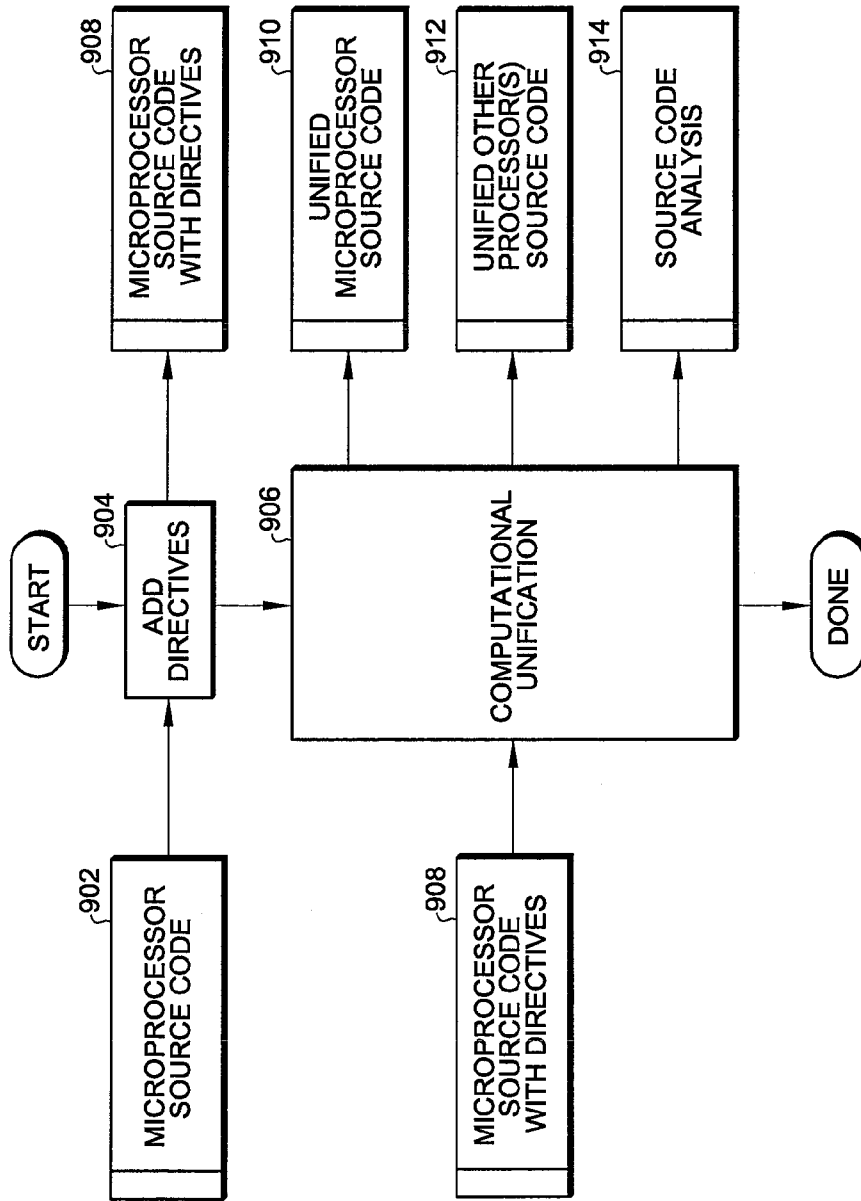 START
902
MICROPROCESSOR
SOURCE CODE
904
ADD
DIRECTIVES
908
MICROPROCESSOR
SOURCE CODE
WITH DIRECTIVES
908
MICROPROCESSOR
SOURCE CODE
WITH DIRECTIVES
906
COMPUTATIONAL
UNIFICATION
910
UNIFIED
MICROPROCESSOR
SOURCE CODE
912
UNIFIED OTHER
PROCESSOR(S)
SOURCE CODE
914
SOURCE CODE
ANALYSIS
DONE